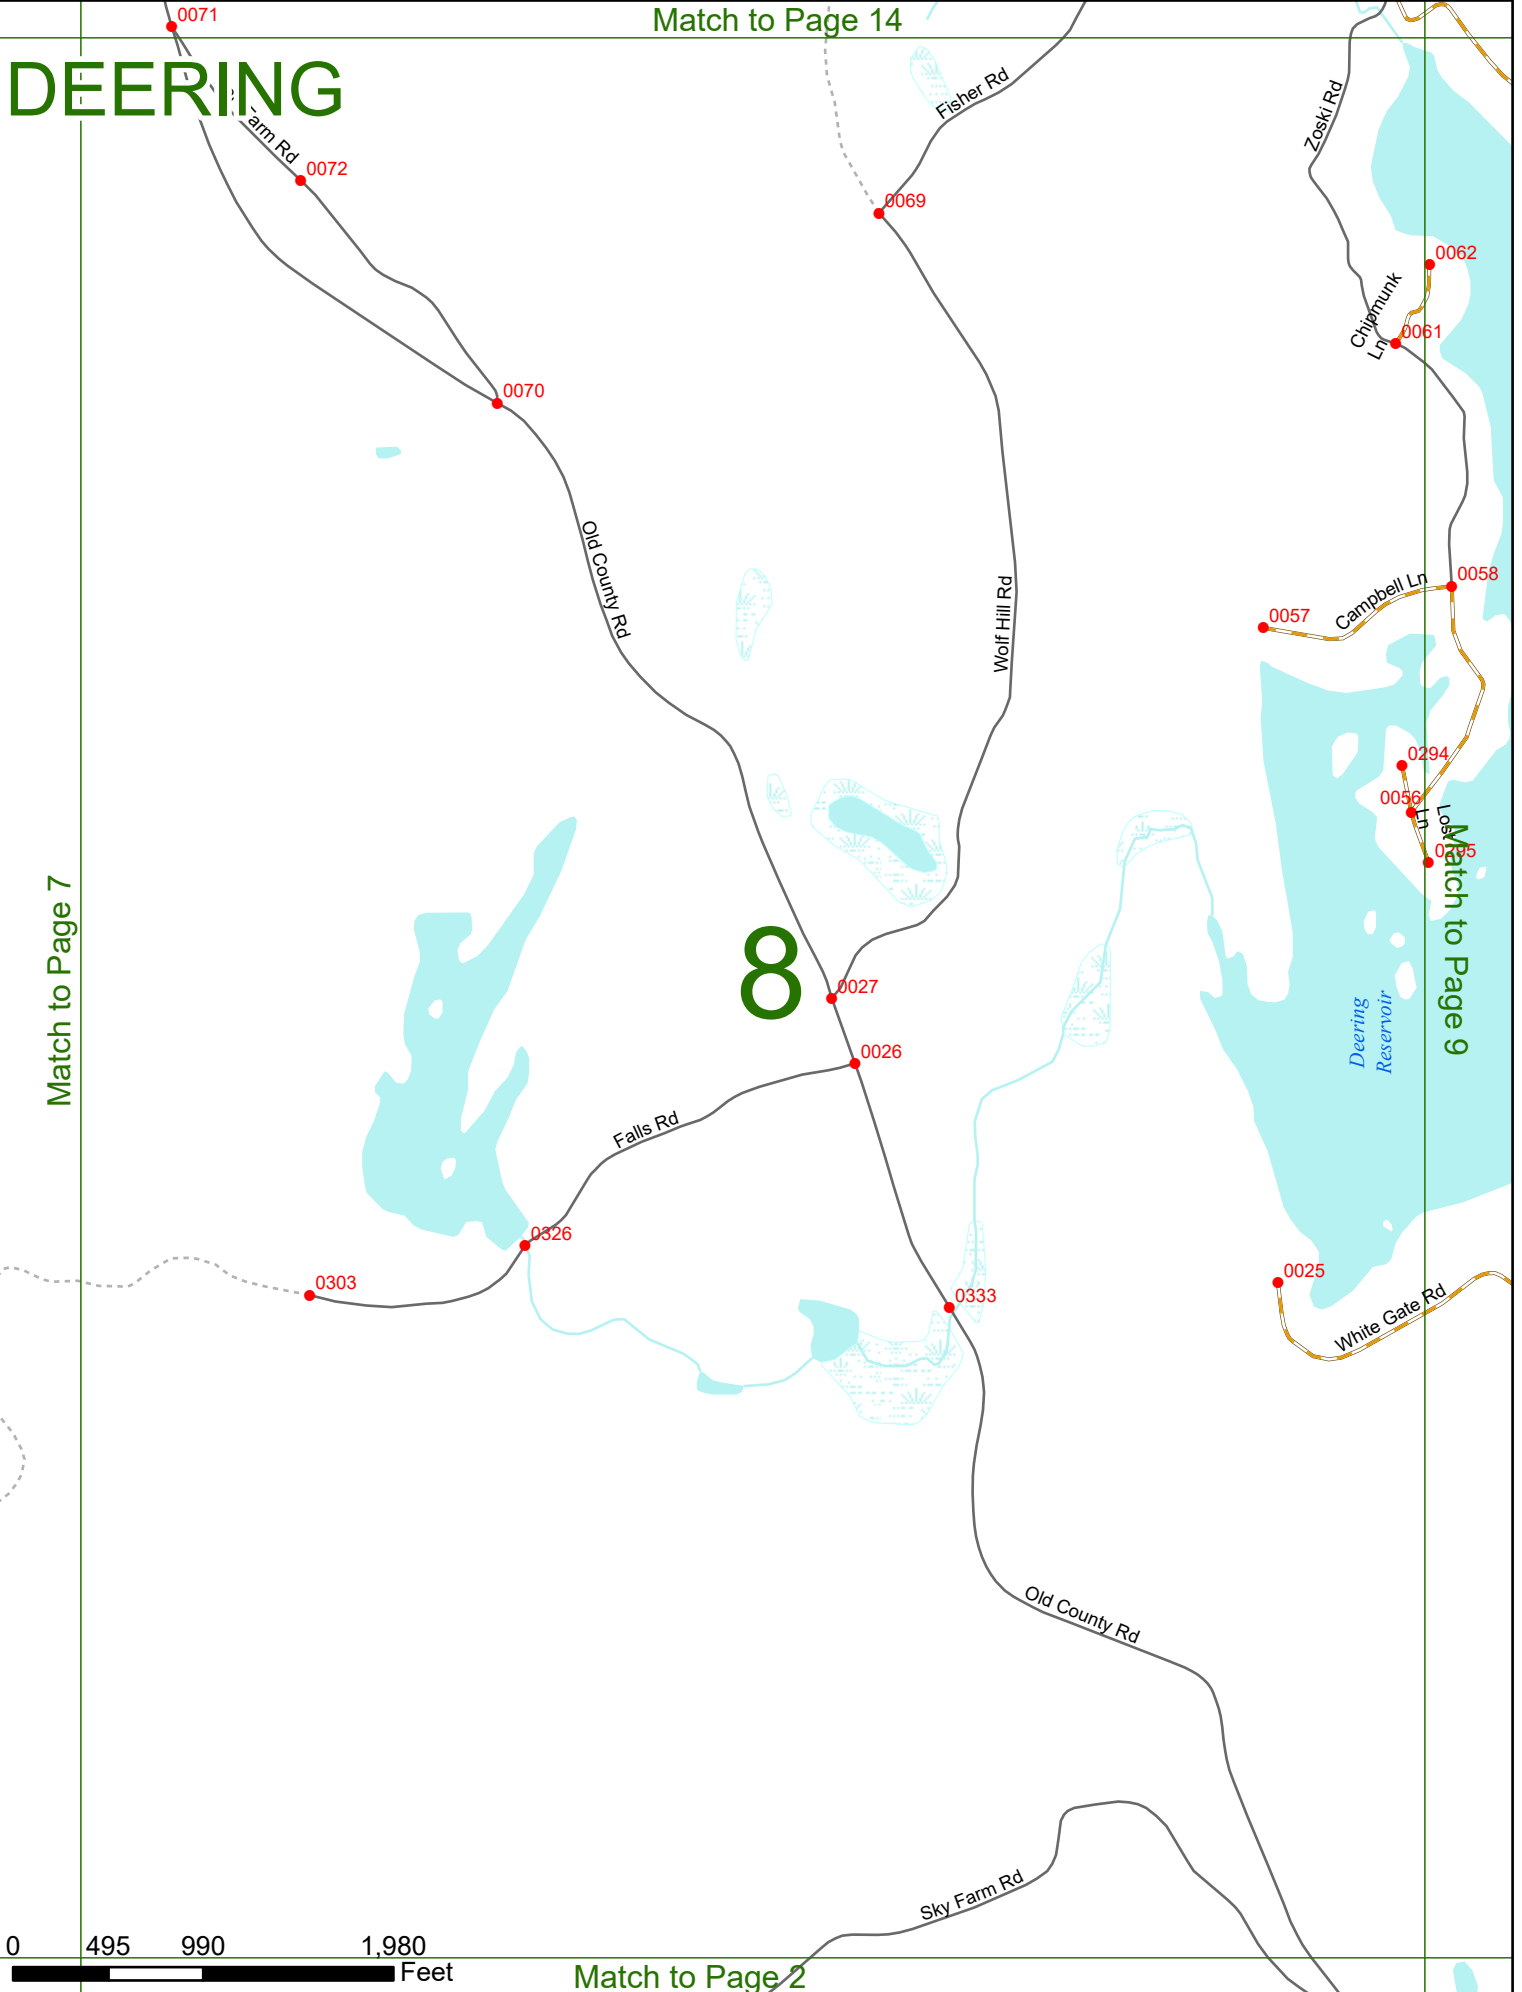 0071
Match to Page 14
DEERING
Farm Rd
0072
Fisher Rd
Zoski Rd
0069
0062
Chipmunk
Ln
0061
0070
Old County Rd
Wolf Hill Rd
Campbell Ln
0058
0057
0294
0056
Lost
Ln
0295
Match to Page 7
8
Match to Page 9
0027
Deering
Reservoir
0026
Falls Rd
0326
0303
0025
0333
White Gate Rd
Old County Rd
Sky Farm Rd
0 495 990 1,980
Feet
Match to Page 2